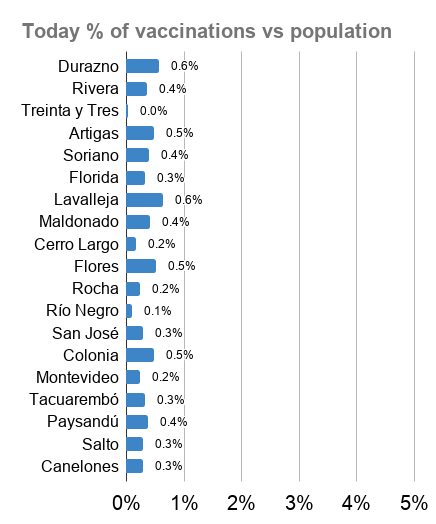 Today % of vaccinations vs population
Durazno 0.6%
Rivera 0.4%
Treinta y Tres 0.0%
Artigas 0.5%
Soriano 0.4%
Florida 0.3%
Lavalleja 0.6%
Maldonado 0.4%
Cerro Largo 0.2%
Flores 0.5%
Rocha 0.2%
Río Negro 0.1%
San José 0.3%
Colonia 0.5%
Montevideo 0.2%
Tacuarembó 0.3%
Paysandú 0.4%
Salto 0.3%
Canelones 0.3%
0% 1% 2% 3% 4% 5%